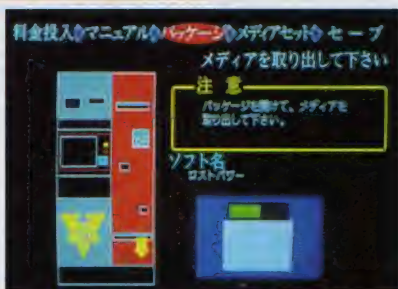 料金投入◆マニュアル◆パッケージ◆メディアセット◆セーブ
メディアを取り出して下さい
注意
パッケージを開けて、メディアを
取り出して下さい。
ソフト名
ロストパワー